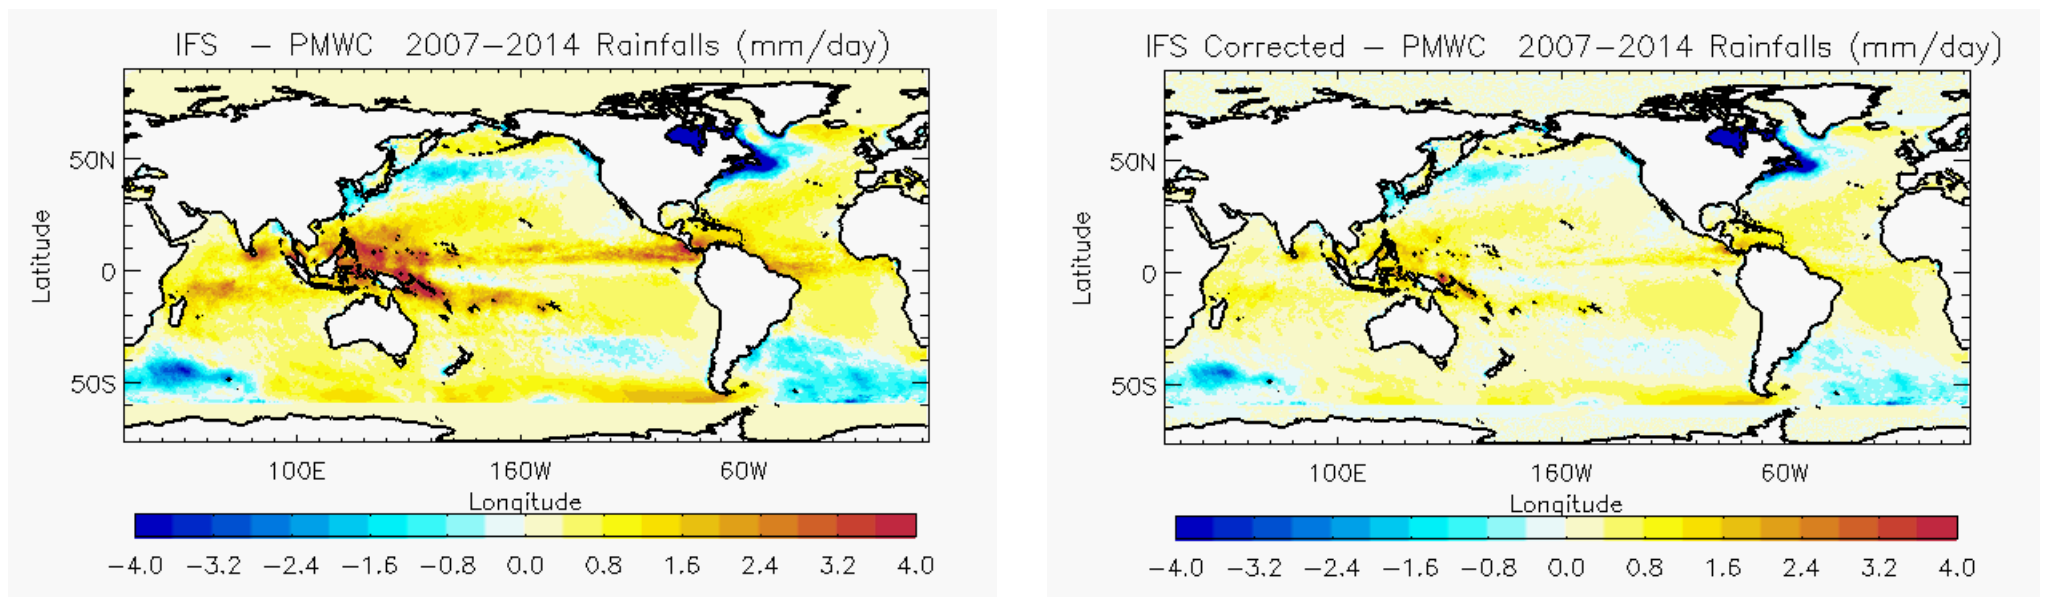 IFS – PMWC 2007–2014 Rainfalls (mm/day)
50N
0
50S
Latitude
100E 160W 60W
Longitude
−4.0 −3.2 −2.4 −1.6 −0.8 0.0 0.8 1.6 2.4 3.2 4.0
IFS Corrected – PMWC 2007–2014 Rainfalls (mm/day)
50N
0
50S
Latitude
100E 160W 60W
Longitude
−4.0 −3.2 −2.4 −1.6 −0.8 0.0 0.8 1.6 2.4 3.2 4.0